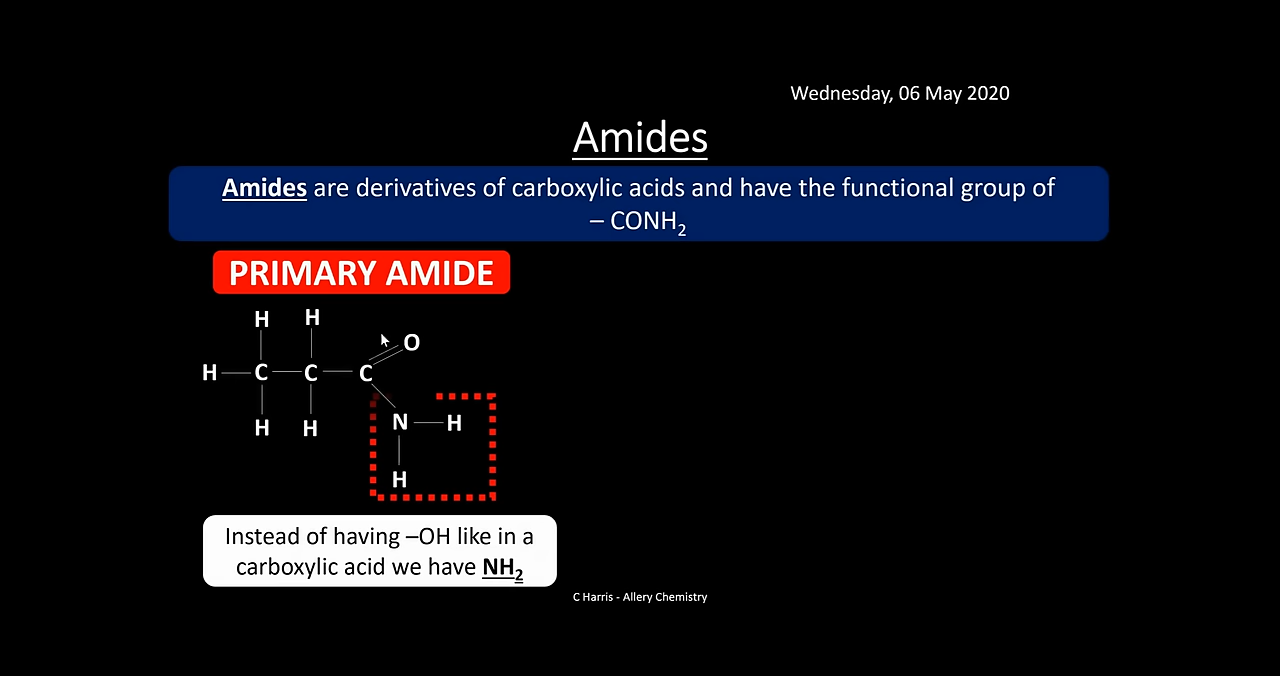 Wednesday, 06 May 2020
Amides
Amides are derivatives of carboxylic acids and have the functional group of
– CONH₂
PRIMARY AMIDE
H H
O
H C C C
N H
H H
H
Instead of having –OH like in a
carboxylic acid we have NH₂
C Harris - Allery Chemistry